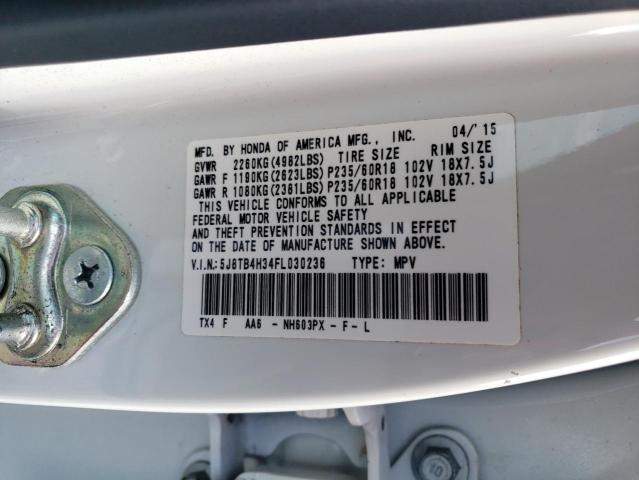 MFD. BY HONDA OF AMERICA MFG., INC. 04/'15
GVWR 2260KG(4982LBS) TIRE SIZE RIM SIZE
GAWR F 1190KG(2623LBS) P235/60R18 102V 18X7.5J
GAWR R 1080KG(2381LBS) P235/60R18 102V 18X7.5J
THIS VEHICLE CONFORMS TO ALL APPLICABLE
FEDERAL MOTOR VEHICLE SAFETY
AND THEFT PREVENTION STANDARDS IN EFFECT
ON THE DATE OF MANUFACTURE SHOWN ABOVE.
V.I.N.: 5J8TB4H34FL030236 TYPE: MPV
TX4 F AA6 - NH603PX - F - L